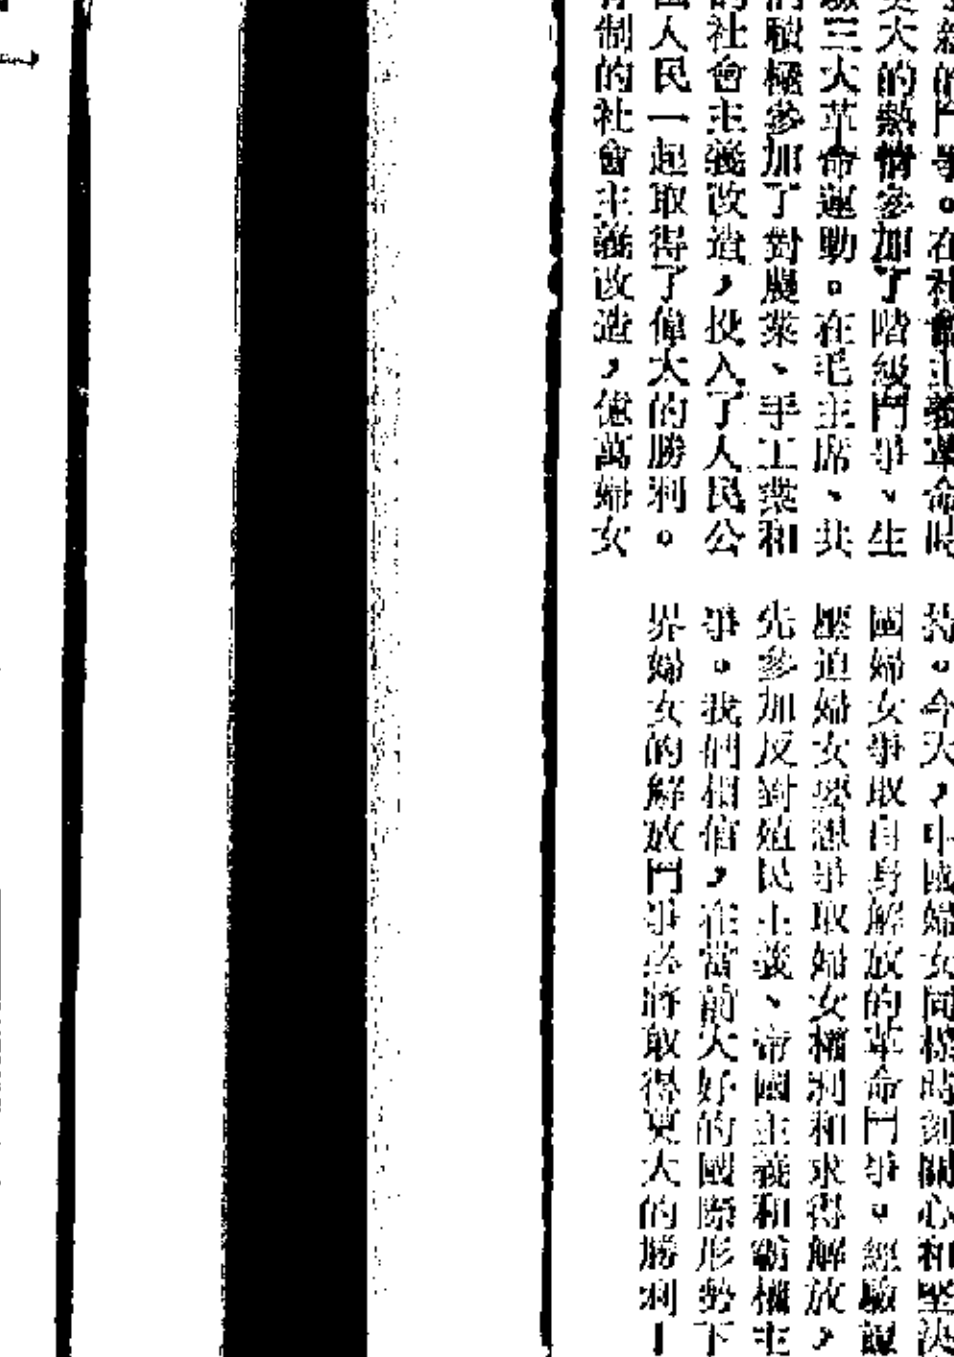 新的鬥爭。在社會主義革命時
更大的熱情參加了階級鬥爭、生
驗三大革命運動。在毛主席、共
們積極參加了對農業、手工業和
的社會主義改造，投入了人民公
國人民一起取得了偉大的勝利。
有制的社會主義改造，億萬婦女
持。今天，中國婦女同樣時刻關心和堅決
國婦女爭取自身解放的革命鬥爭。經驗證
壓迫婦女要想爭取婦女權利和求得解放，
先參加反對殖民主義、帝國主義和霸權主
爭。我們相信，在當前大好的國際形勢下
界婦女的解放鬥爭必將取得更大的勝利！